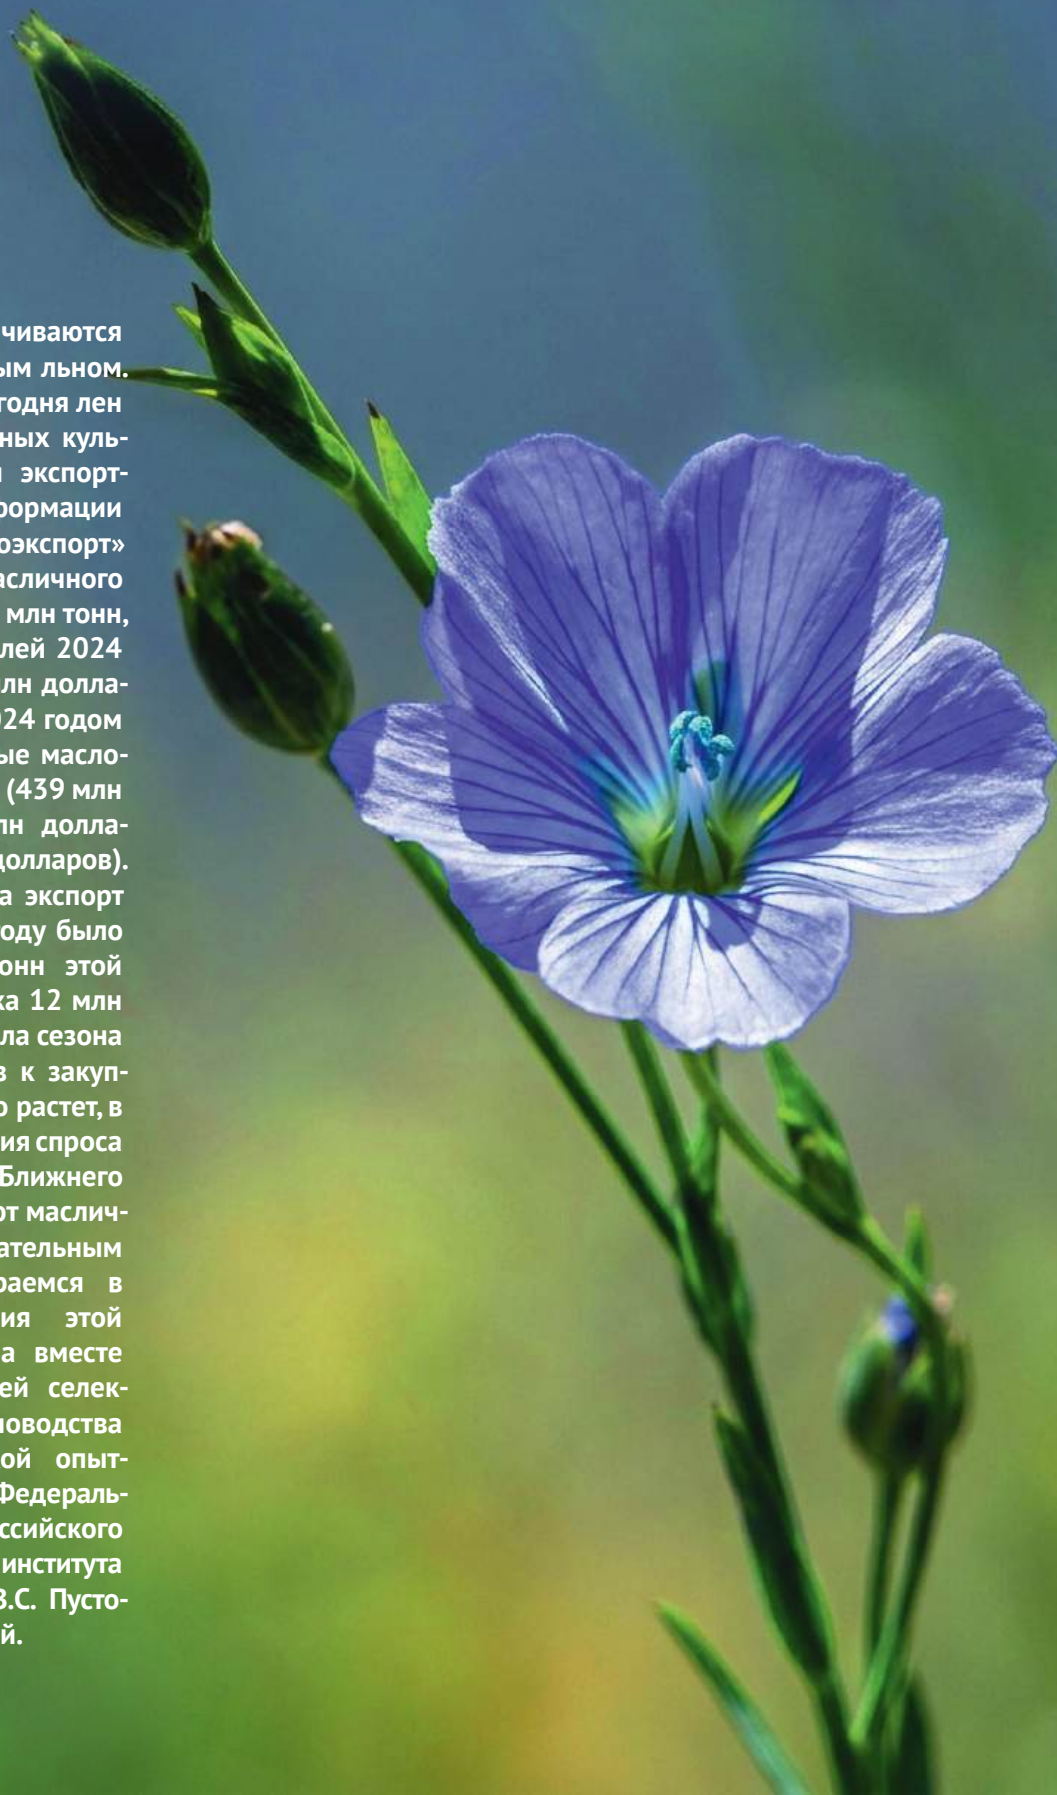 чиваются
ым льном.
годня лен
ных куль-
экспорт-
формации
оэкспорт»
асличного
млн тонн,
лей 2024
лн долла-
24 годом
ые масло-
(439 млн
лн долла-
долларов).
а экспорт
оду было
онн этой
ка 12 млн
ла сезона
в к закуп-
о растет, в
ия спроса
Ближнего
рт маслич-
ательным
раемся в
ия этой
а вместе
ей селек-
новодства
ой опыт-
Федераль-
ссийского
института
В.С. Пусто-
й.